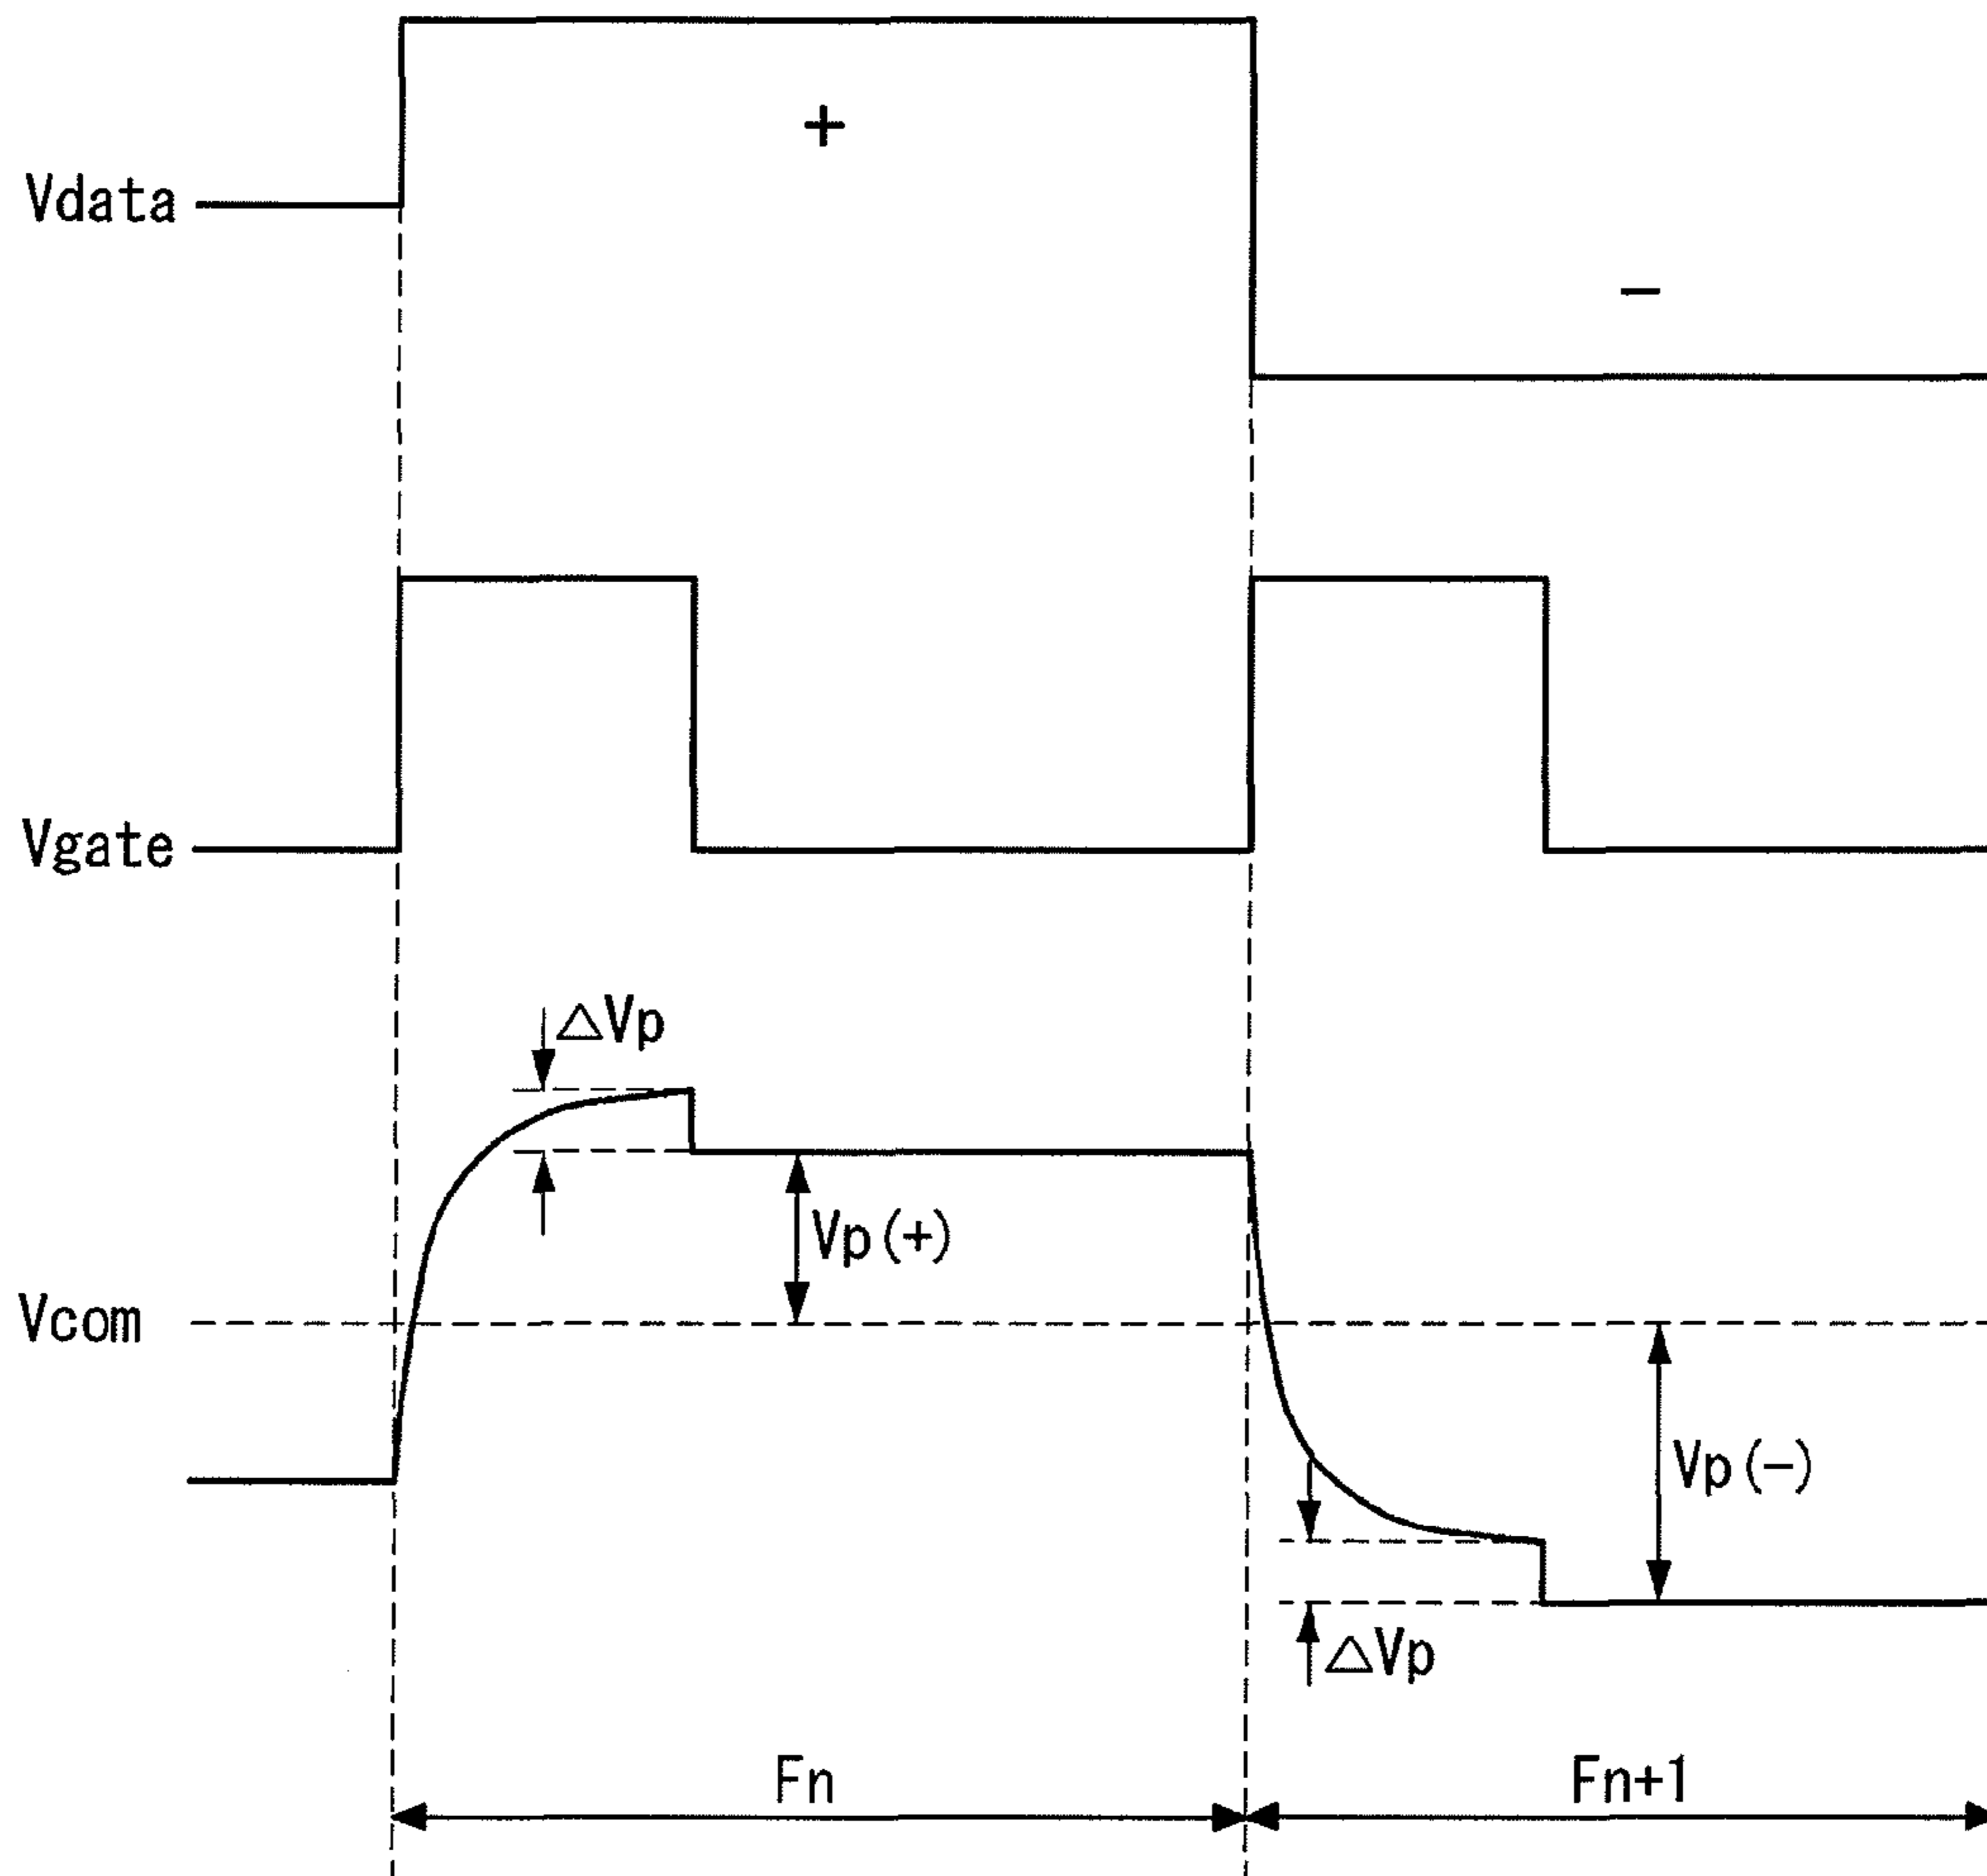 +
Vdata
−
Vgate
△Vp
Vp(+)
Vcom
Vp(−)
△Vp
Fn
Fn+1